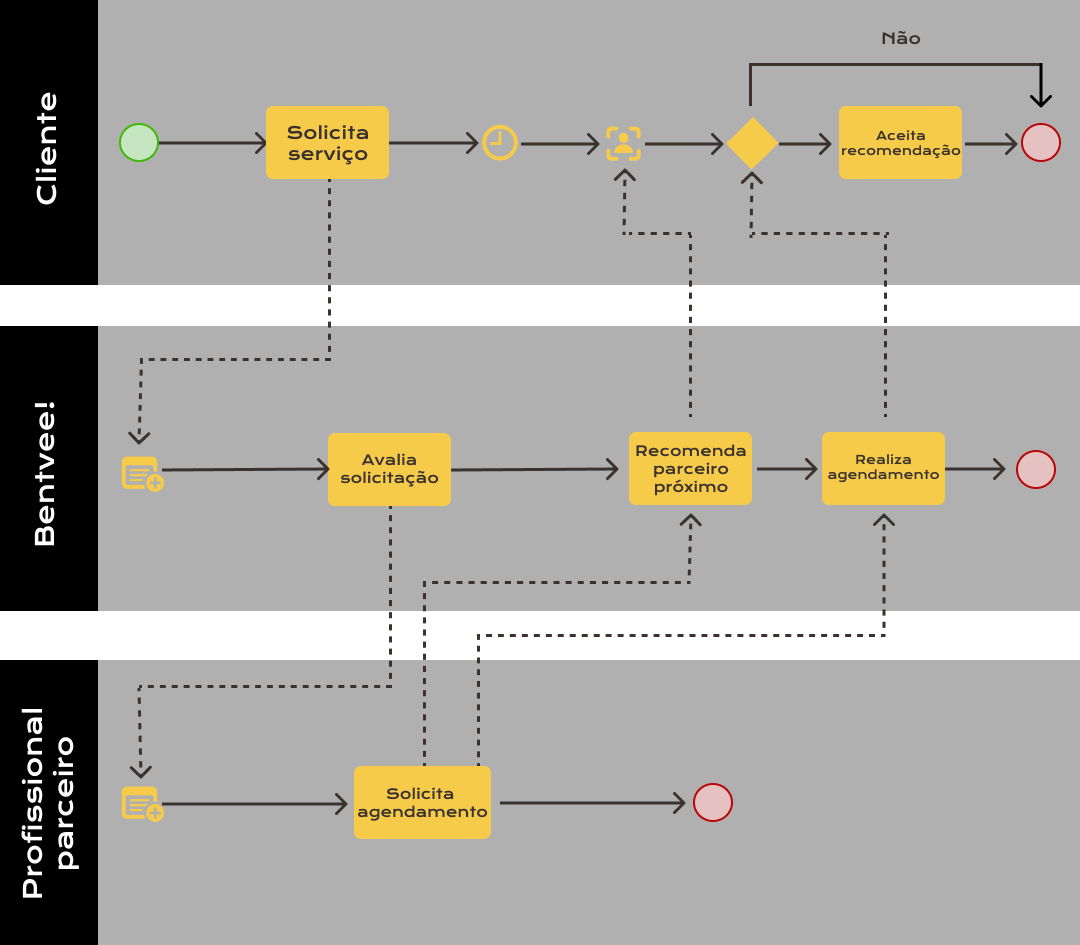 Cliente
Não
Solicita
serviço
Aceita
recomendação
Bentvee!
Avalia
solicitação
Recomenda
parceiro
próximo
Realiza
agendamento
Profissional
parceiro
Solicita
agendamento